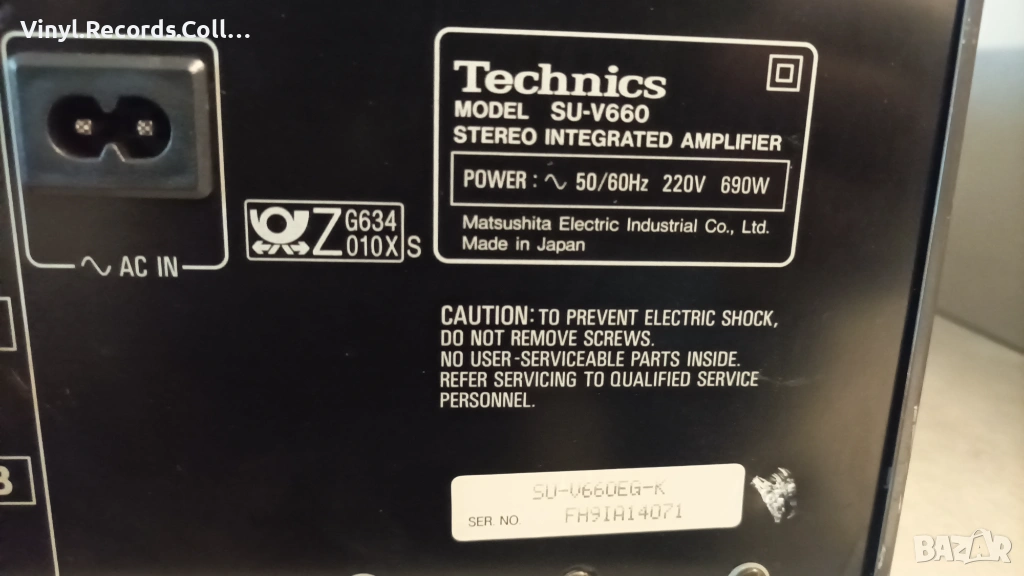 Vinyl.Records.Coll...
Technics
MODEL SU-V660
STEREO INTEGRATED AMPLIFIER
POWER: ∿ 50/60Hz 220V 690W
Matsushita Electric Industrial Co., Ltd.
Made in Japan
∿ AC IN
Z G634
010X S
CAUTION: TO PREVENT ELECTRIC SHOCK,
DO NOT REMOVE SCREWS.
NO USER-SERVICEABLE PARTS INSIDE.
REFER SERVICING TO QUALIFIED SERVICE
PERSONNEL.
B
SU-V660EG-K
SER. NO. FH9IA14071
BAZAR